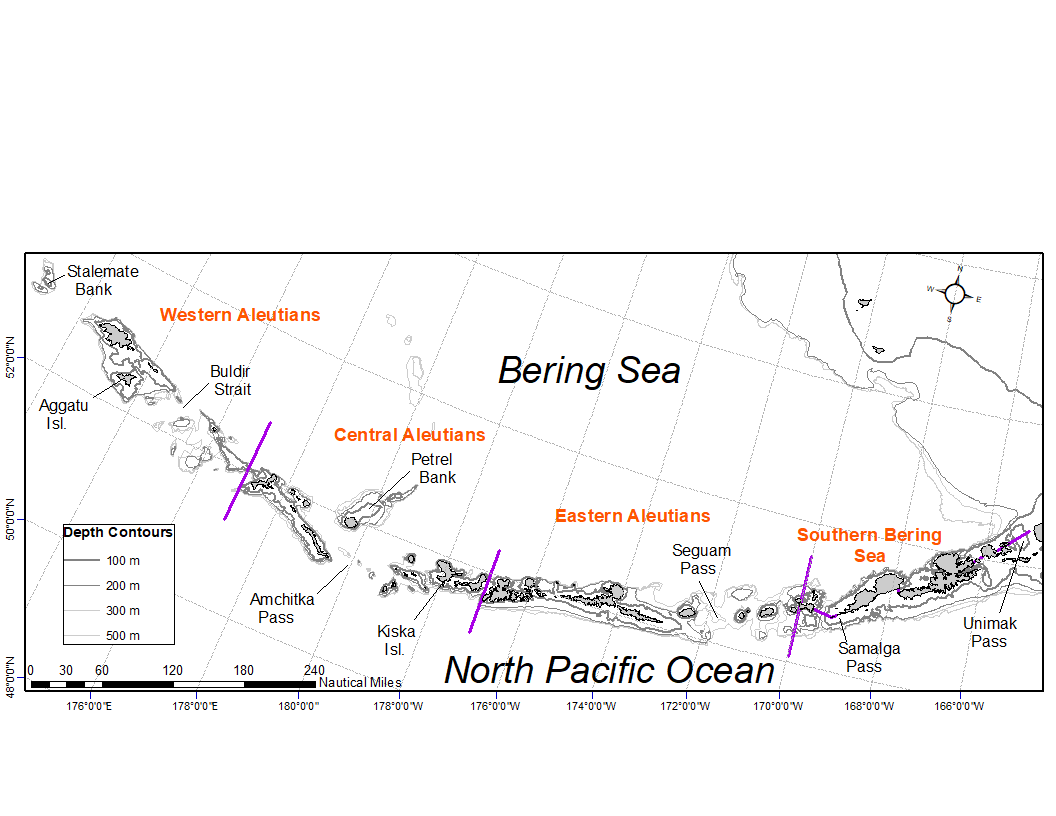 Stalemate
Bank
N
W
E
S
Western Aleutians
Bering Sea
52°0'0"N
Buldir
Strait
Aggatu
Isl.
Central Aleutians
Petrel
Bank
50°0'0"N
Eastern Aleutians
Southern Bering
Sea
Depth Contours
100 m
200 m
300 m
500 m
Seguam
Pass
Amchitka
Pass
Kiska
Isl.
Unimak
Pass
Samalga
Pass
North Pacific Ocean
48°0'0"N
0 30 60 120 180 240
Nautical Miles
176°0'0"E 178°0'0"E 180°0'0" 178°0'0"W 176°0'0"W 174°0'0"W 172°0'0"W 170°0'0"W 168°0'0"W 166°0'0"W